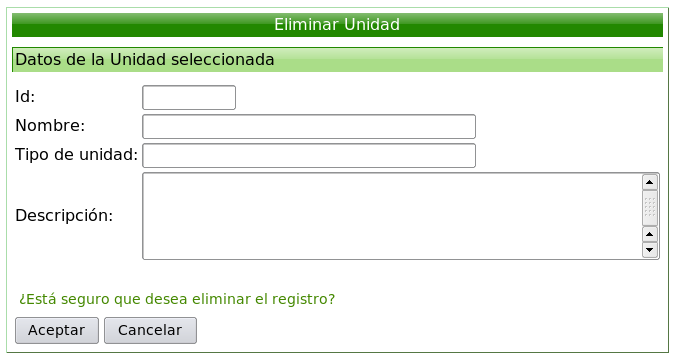 Eliminar Unidad
Datos de la Unidad seleccionada
Id:
Nombre:
Tipo de unidad:
Descripción:
¿Está seguro que desea eliminar el registro?
Aceptar Cancelar